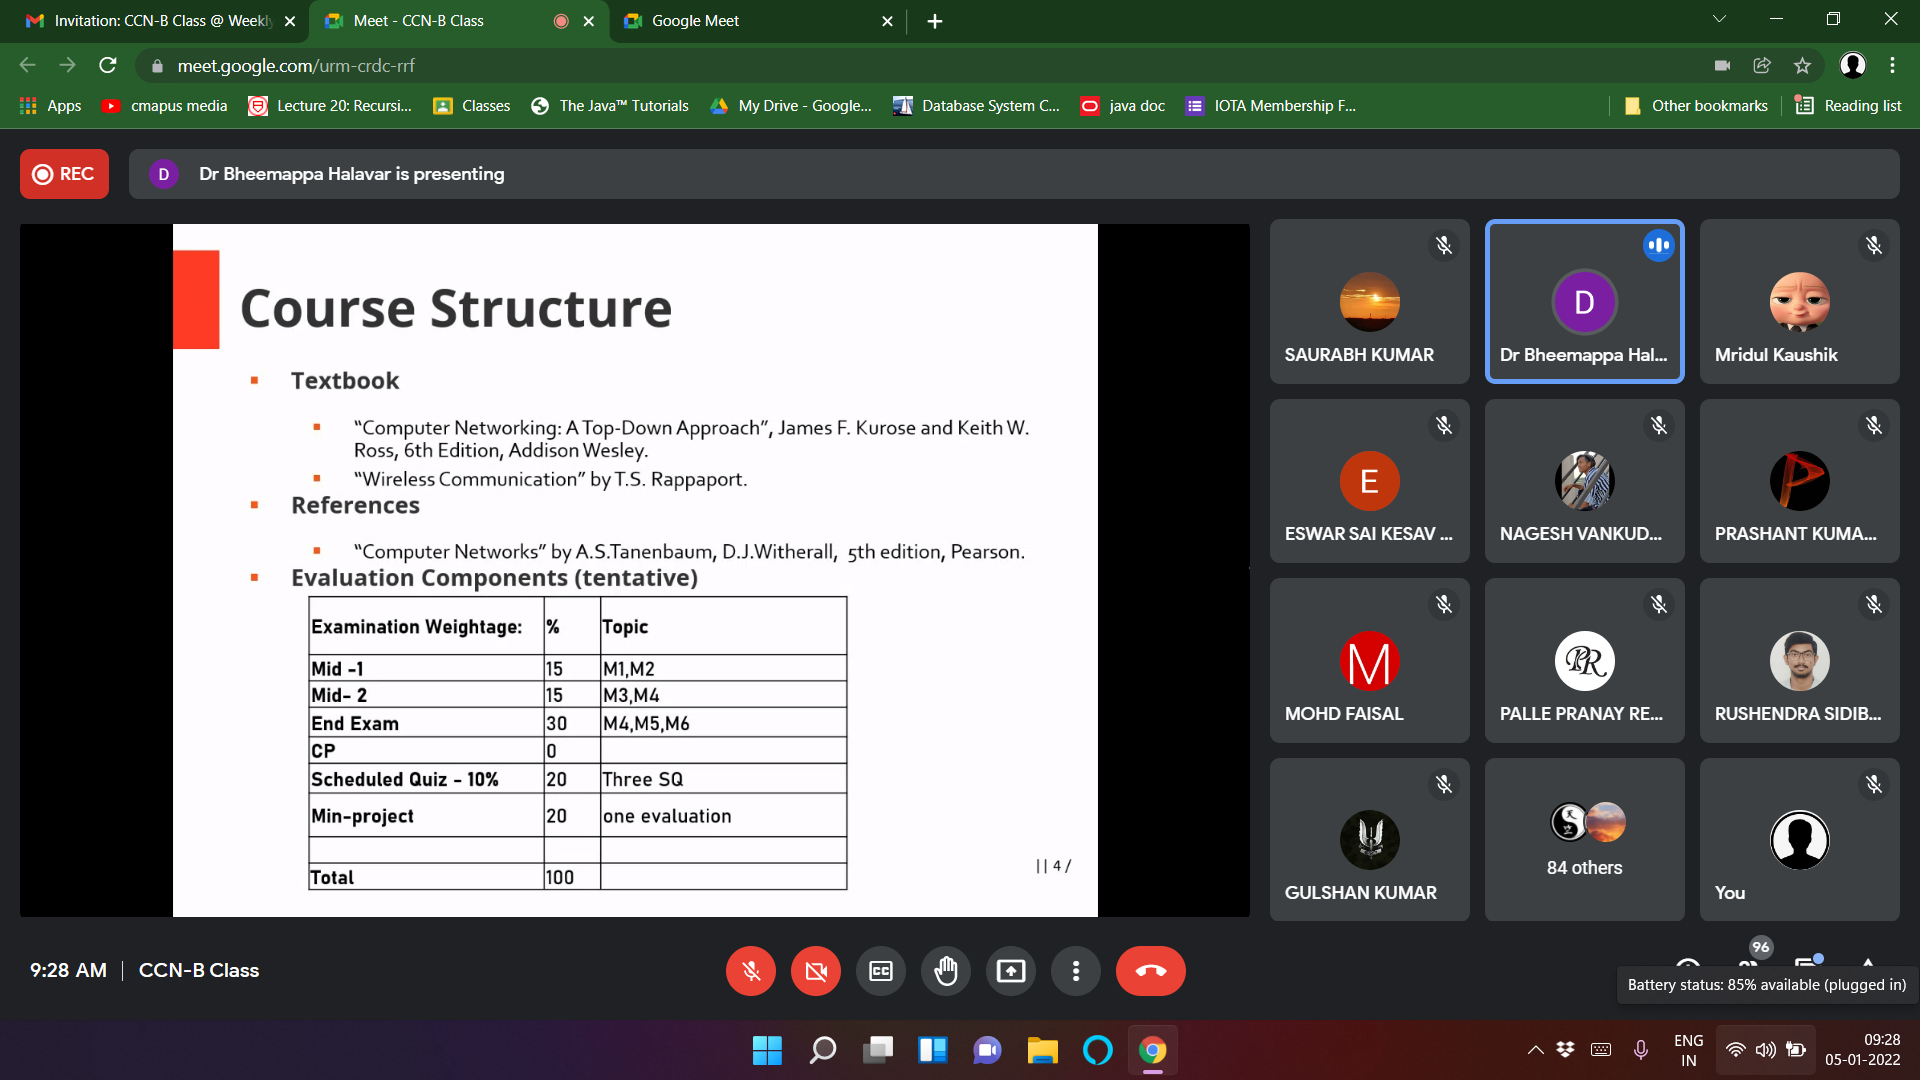 Invitation: CCN-B Class @ Weekly
Meet - CCN-B Class
Google Meet
meet.google.com/urm-crdc-rrf
Apps
cmapus media
Lecture 20: Recursi...
Classes
The Java™ Tutorials
My Drive - Google...
Database System C...
java doc
IOTA Membership F...
Other bookmarks
Reading list
REC
D
Dr Bheemappa Halavar is presenting
Course Structure
Textbook
“Computer Networking: A Top-Down Approach”, James F. Kurose and Keith W.
Ross, 6th Edition, Addison Wesley.
“Wireless Communication” by T.S. Rappaport.
References
“Computer Networks” by A.S.Tanenbaum, D.J.Witherall, 5th edition, Pearson.
Evaluation Components (tentative)
Examination Weightage: % Topic
Mid -1 15 M1,M2
Mid- 2 15 M3,M4
End Exam 30 M4,M5,M6
CP 0
Scheduled Quiz - 10% 20 Three SQ
Min-project 20 one evaluation
Total 100
|| 4 /
SAURABH KUMAR
D
Dr Bheemappa Hal...
Mridul Kaushik
E
ESWAR SAI KESAV ...
NAGESH VANKUD...
P
PRASHANT KUMA...
M
MOHD FAISAL
PR
PALLE PRANAY RE...
RUSHENDRA SIDIB...
GULSHAN KUMAR
84 others
You
9:28 AM | CCN-B Class
CC
96
Battery status: 85% available (plugged in)
ENG
IN
09:28
05-01-2022